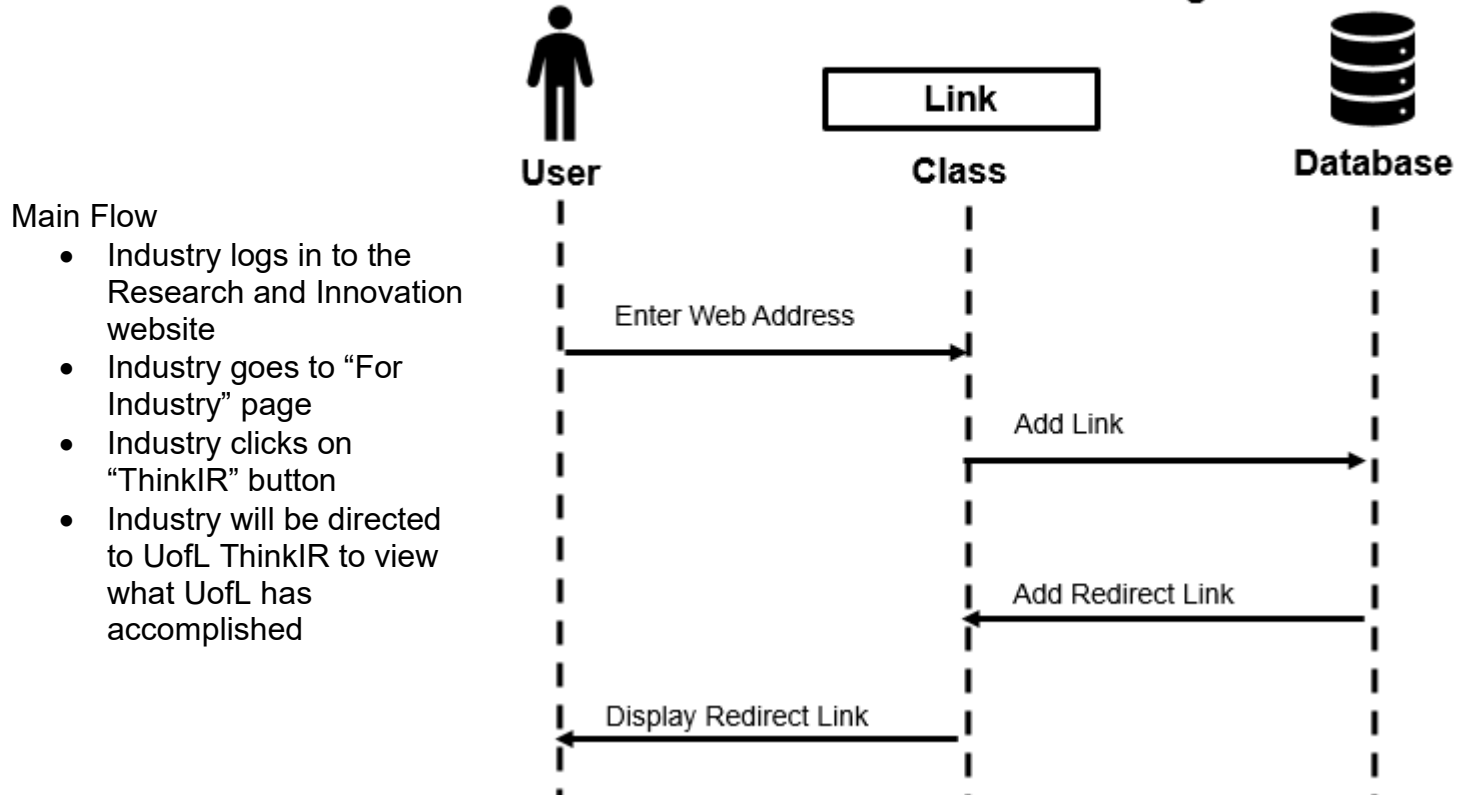 Link
User
Class
Database
Main Flow
• Industry logs in to the
Research and Innovation
website
• Industry goes to “For
Industry” page
• Industry clicks on
“ThinkIR” button
• Industry will be directed
to UofL ThinkIR to view
what UofL has
accomplished
Enter Web Address
Add Link
Add Redirect Link
Display Redirect Link